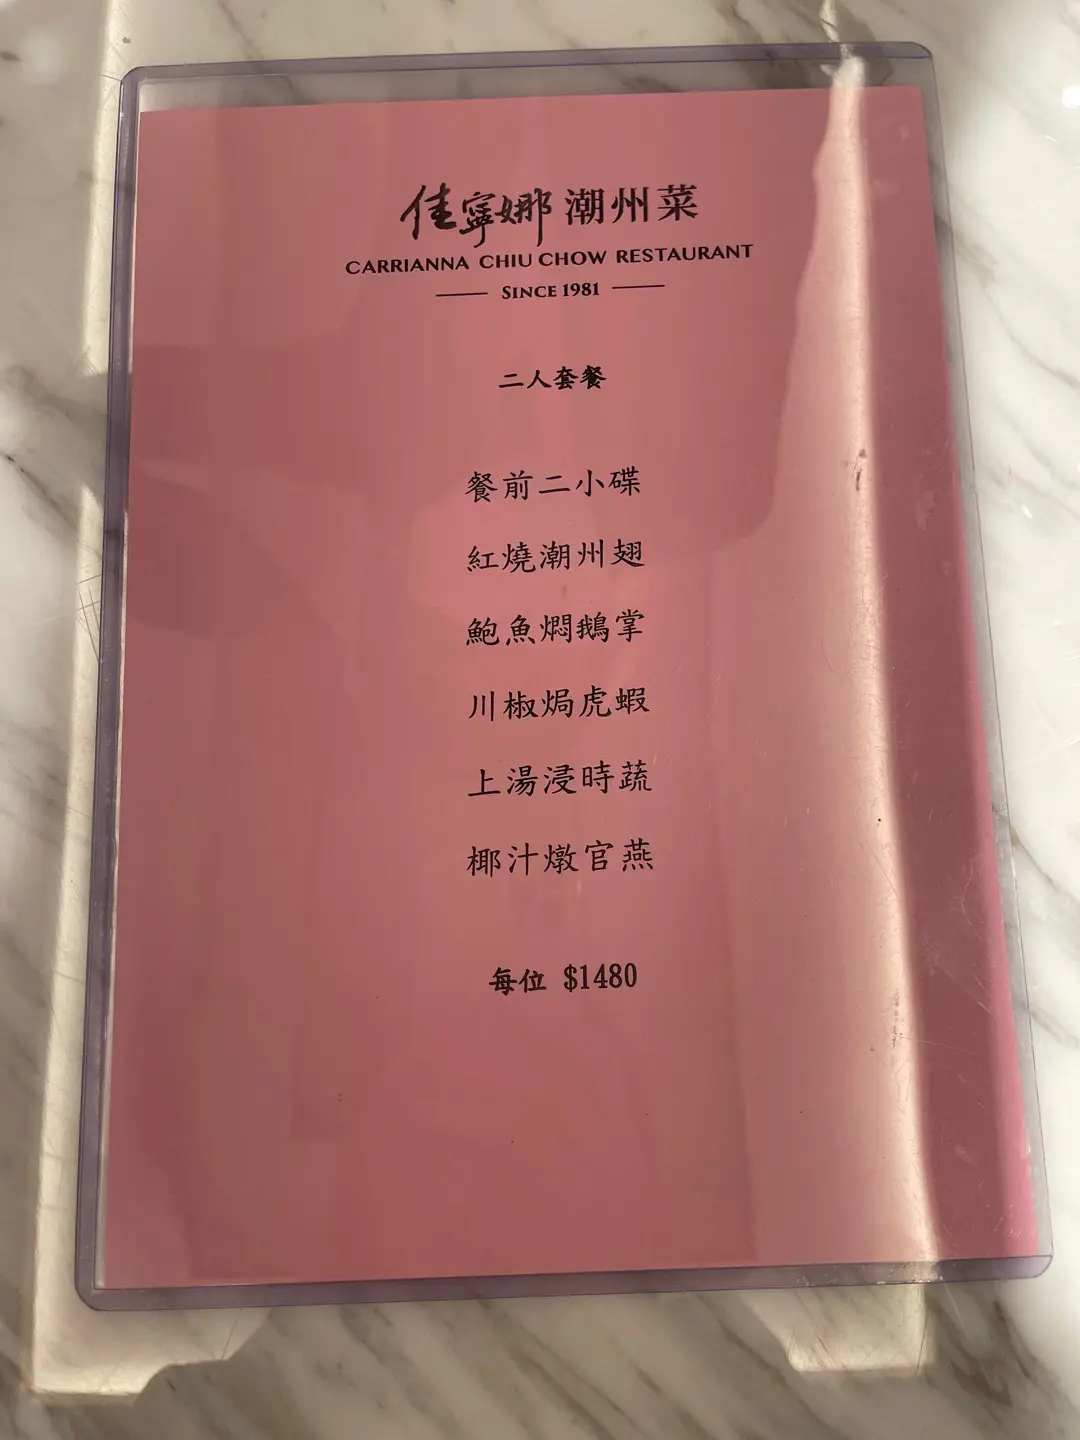 佳寧娜潮州菜
CARRIANNA CHIU CHOW RESTAURANT
SINCE 1981
二人套餐
餐前二小碟
紅燒潮州翅
鮑魚燜鵝掌
川椒焗虎蝦
上湯浸時蔬
椰汁燉官燕
每位 $1480